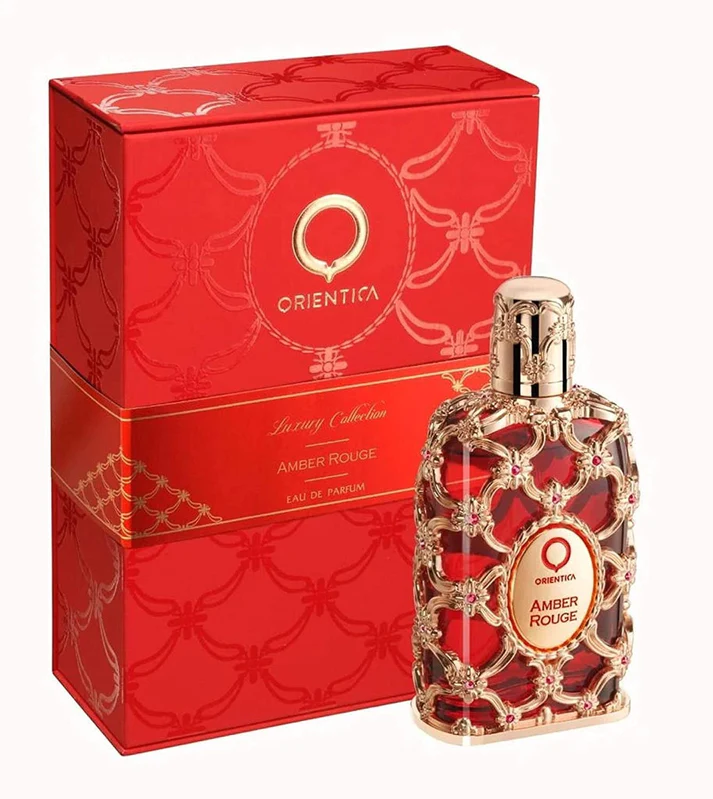 ORIENTICA
Luxury Collection
AMBER ROUGE
EAU DE PARFUM
ORIENTICA
AMBER
ROUGE